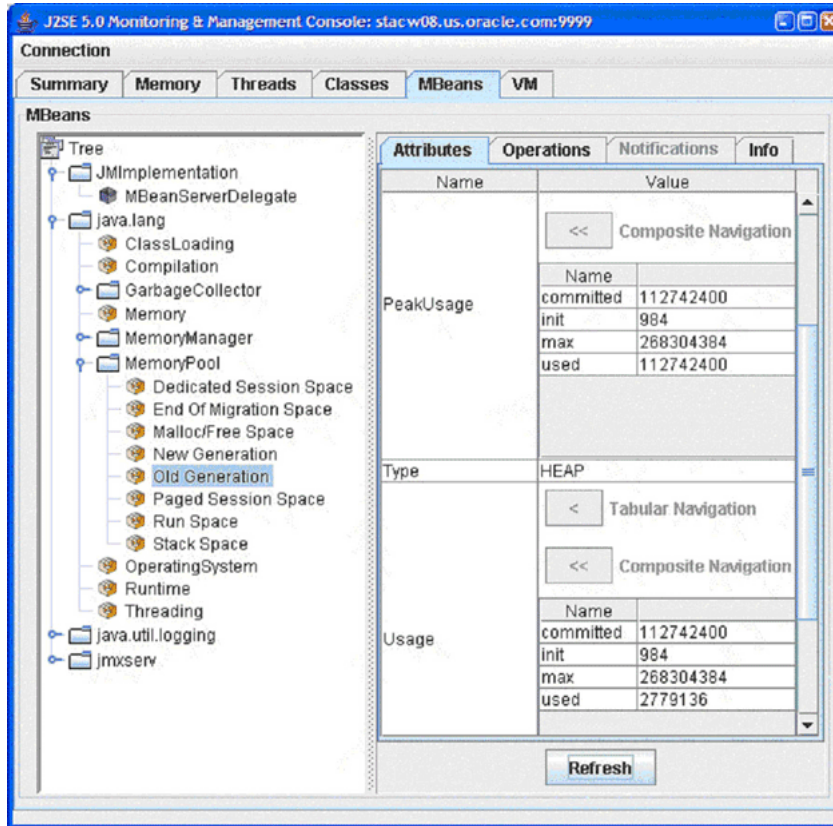 J2SE 5.0 Monitoring & Management Console: stacw08.us.oracle.com:9999
Connection
Summary Memory Threads Classes MBeans VM
MBeans
Tree
JMImplementation
MBeanServerDelegate
java.lang
ClassLoading
Compilation
GarbageCollector
Memory
MemoryManager
MemoryPool
Dedicated Session Space
End Of Migration Space
Malloc/Free Space
New Generation
Old Generation
Paged Session Space
Run Space
Stack Space
OperatingSystem
Runtime
Threading
java.util.logging
jmxserv
Attributes Operations Notifications Info
Name Value
PeakUsage
<< Composite Navigation
Name
committed 112742400
init 984
max 268304384
used 112742400
Type HEAP
Usage
< Tabular Navigation
<< Composite Navigation
Name
committed 112742400
init 984
max 268304384
used 2779136
Refresh